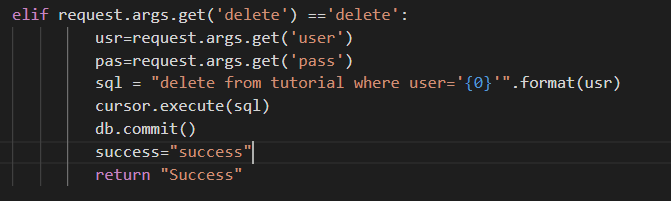 elif request.args.get('delete') =='delete':
usr=request.args.get('user')
pas=request.args.get('pass')
sql = "delete from tutorial where user='{0}'".format(usr)
cursor.execute(sql)
db.commit()
success="success"
return "Success"